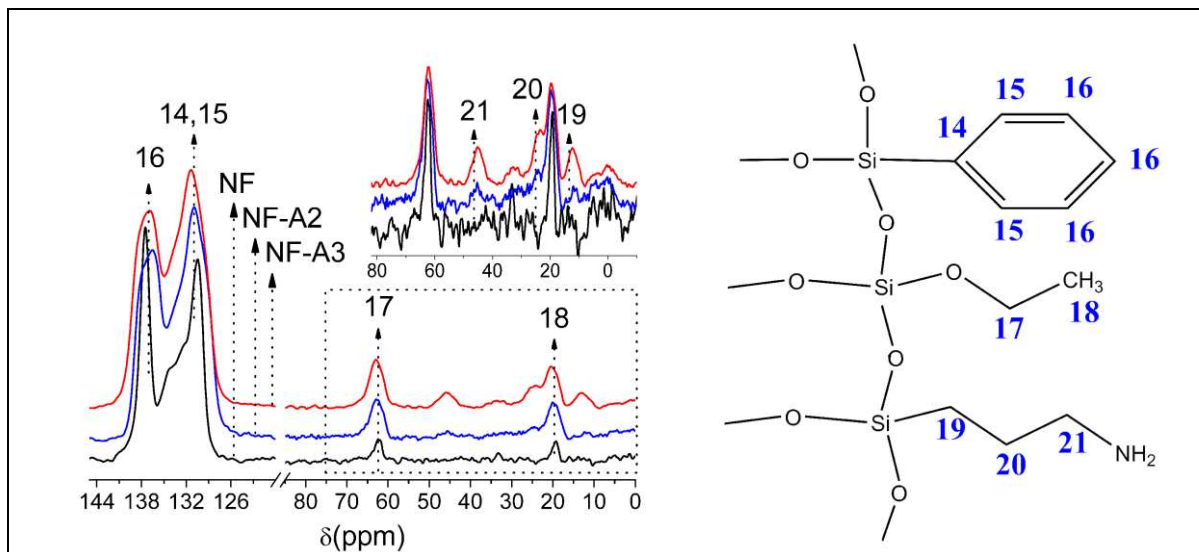 16
14,15
NF
NF-A2
NF-A3
21
20
19
80 60 40 20 0
17
18
144 138 132 126 80 70 60 50 40 30 20 10 0
δ(ppm)
O
15 16
14
O Si 16
O 15 16
O Si O CH₃
17 18
O
O Si 19 20 21 NH₂
O